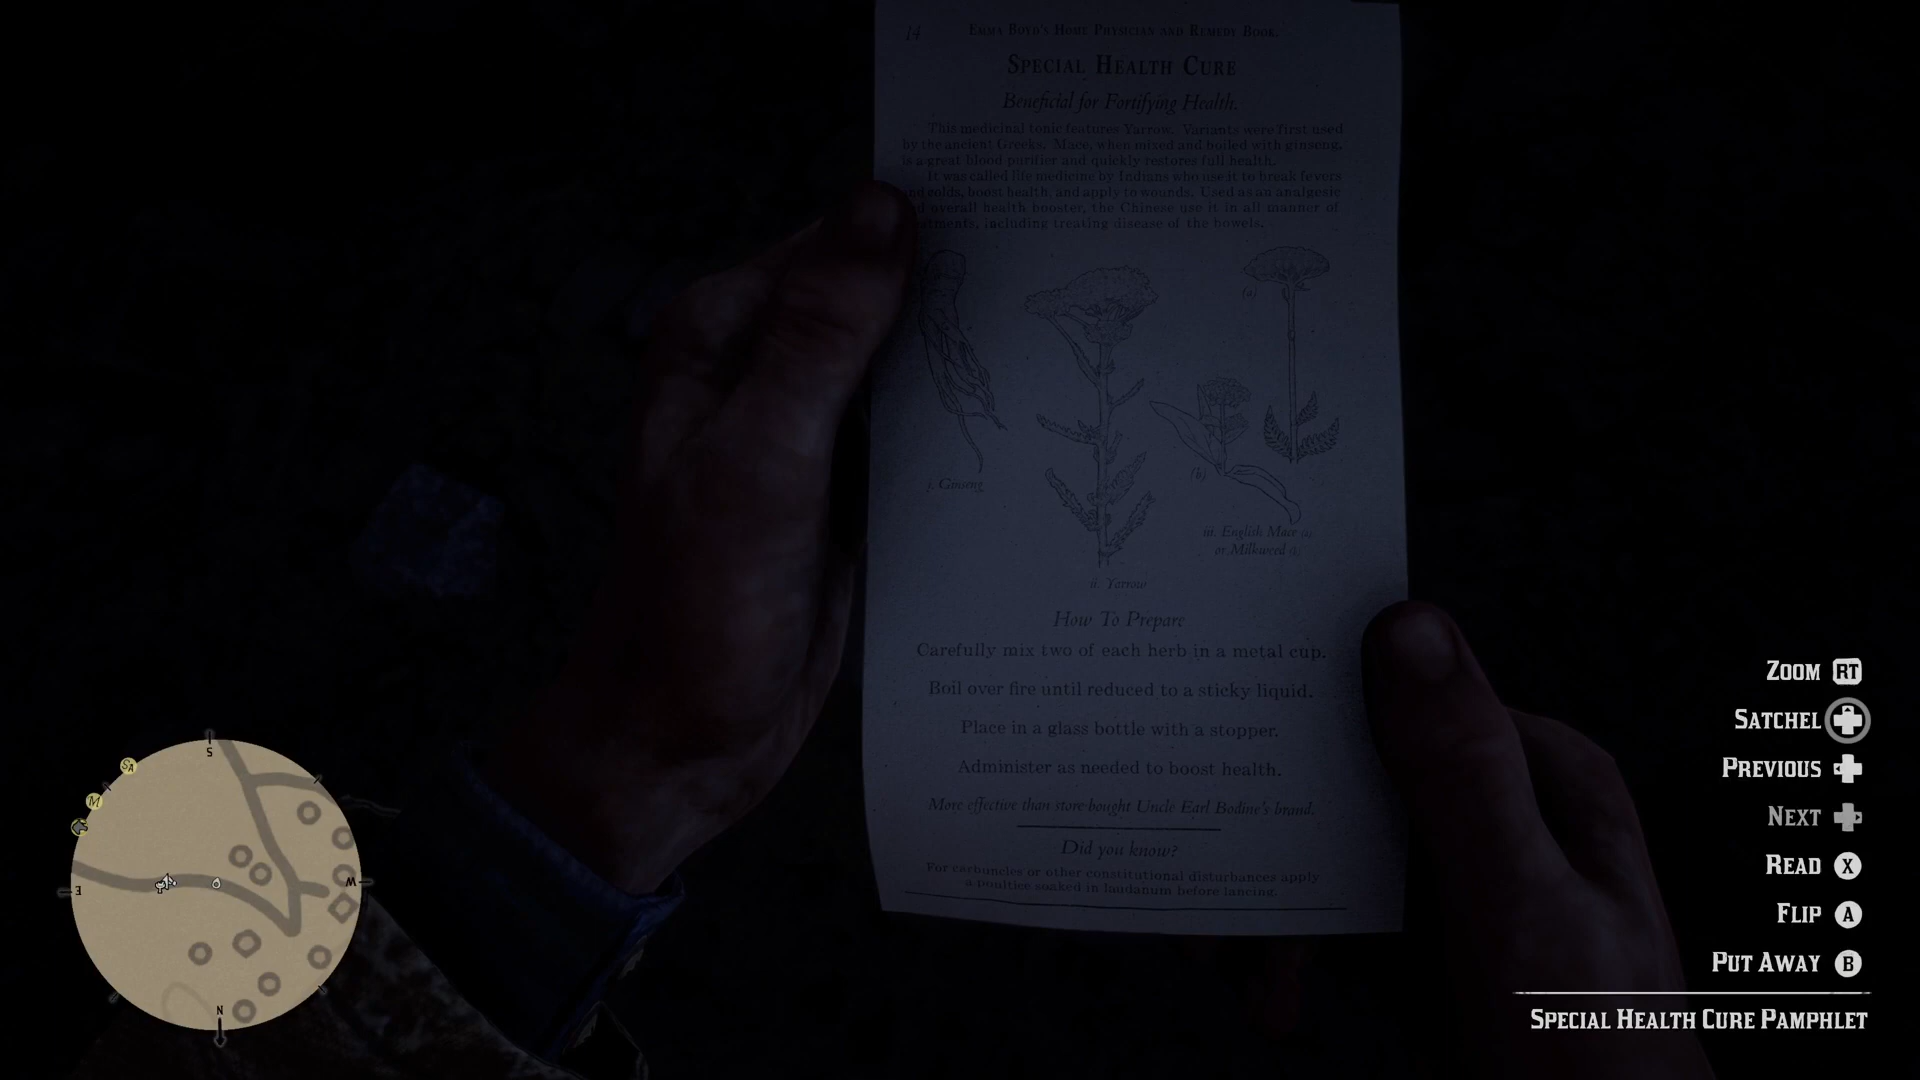 14
Emma Boyd's Home Physician and Remedy Book.
Special Health Cure
Beneficial for Fortifying Health.
This medicinal tonic features Yarrow. Variants were first used
by the ancient Greeks. Mace, when mixed and boiled with ginseng,
is a great blood purifier and quickly restores full health.
It was called life medicine by Indians who use it to break fevers
and colds, boost health, and apply to wounds. Used as an analgesic
overall health booster, the Chinese use it in all manner of
including treating disease of the bowels.
(a)
(b)
i. Ginseng
iii. English Mace (a)
or Milkweed (b)
ii. Yarrow
How To Prepare
Carefully mix two of each herb in a metal cup.
Boil over fire until reduced to a sticky liquid.
Place in a glass bottle with a stopper.
Administer as needed to boost health.
More effective than store-bought Uncle Earl Bodine's brand.
Did you know?
For carbuncles or other constitutional disturbances apply
a poultice soaked in laudanum before lancing.
S
SA
M
E
W
N
Zoom RT
Satchel
Previous
Next
Read X
Flip A
Put Away B
Special Health Cure Pamphlet